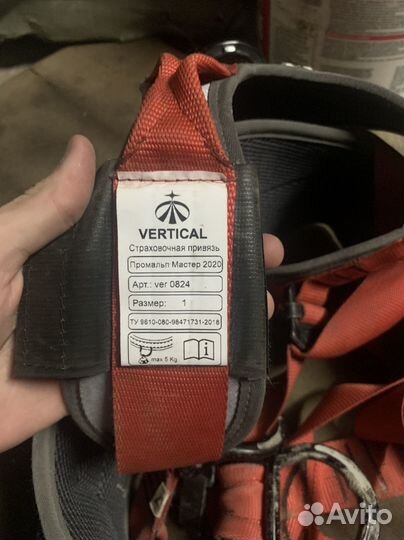 VERTICAL
Страховочная привязь
Промальп Мастер 2020
Арт.: ver 0824
Размер: 1
ТУ 9610-080-98471731-2018
max 5 Kg
i
Avito